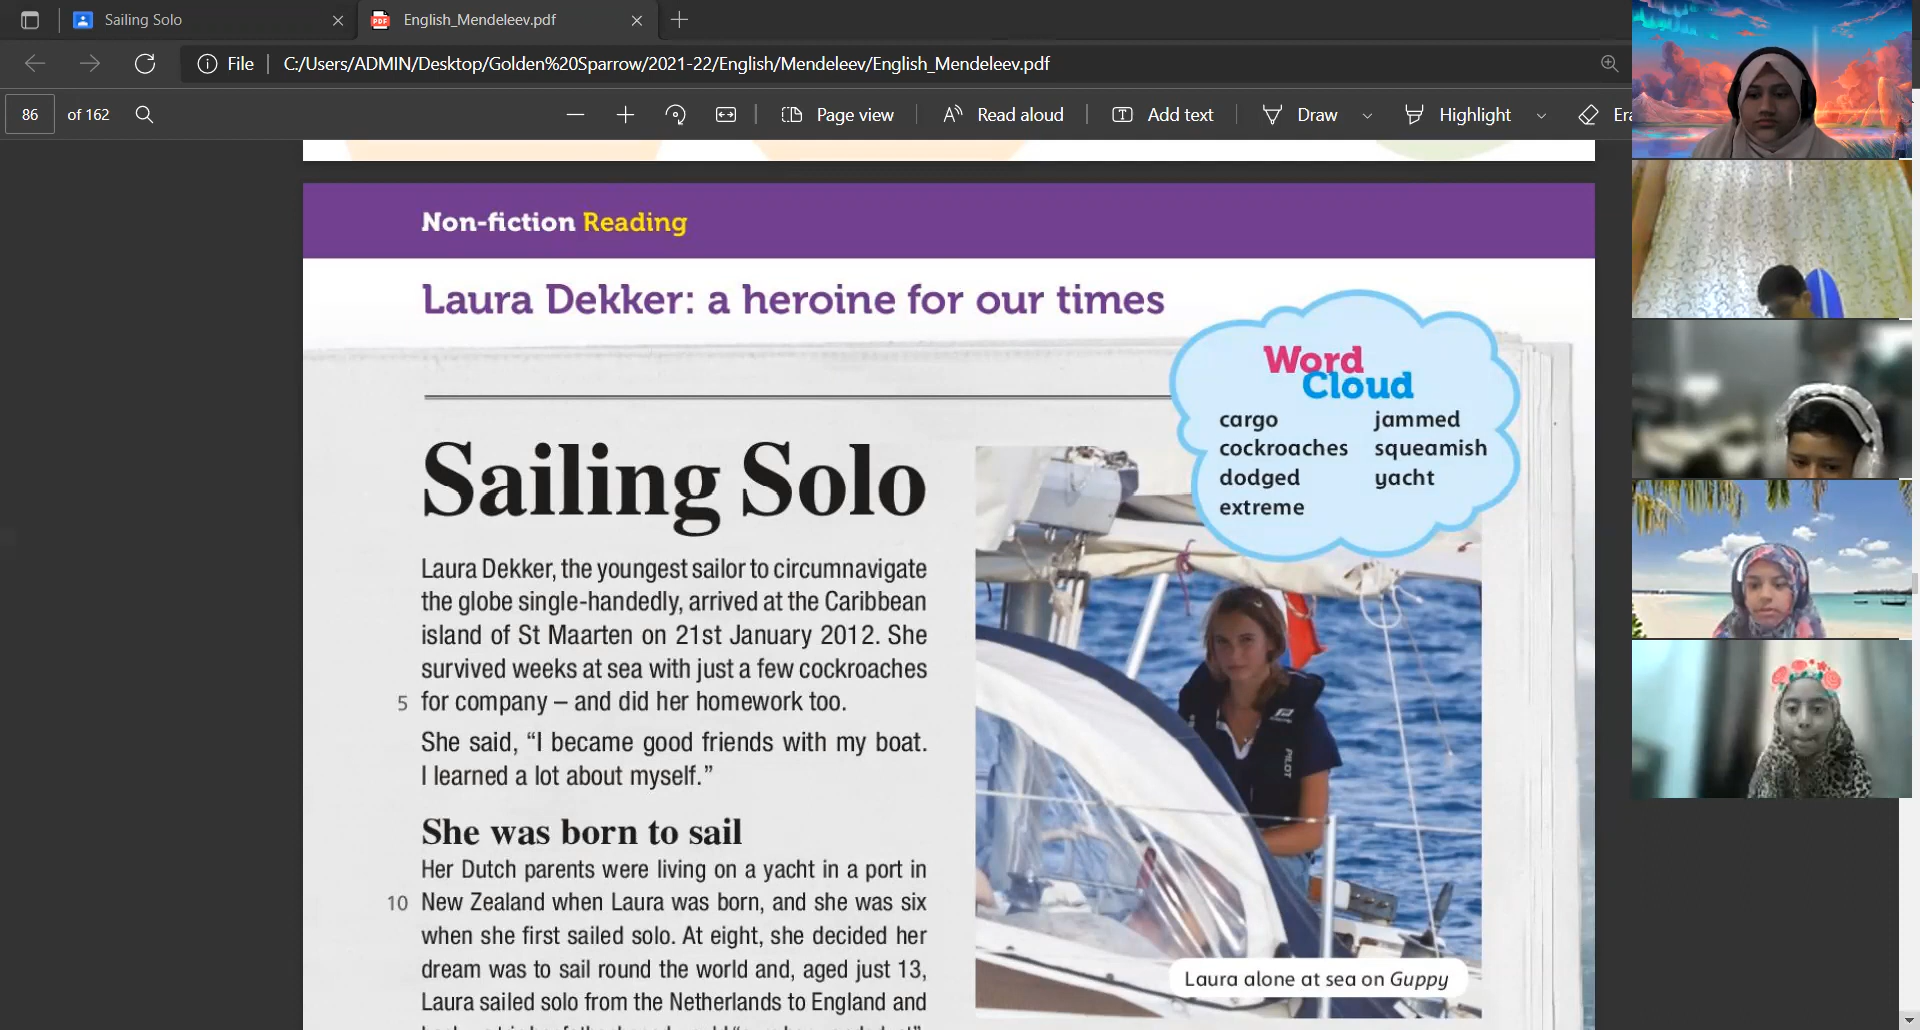 Sailing Solo
English_Mendeleev.pdf
File
C:/Users/ADMIN/Desktop/Golden%20Sparrow/2021-22/English/Mendeleev/English_Mendeleev.pdf
86 of 162
Page view
Read aloud
Add text
Draw
Highlight
Non-fiction Reading
Laura Dekker: a heroine for our times
Word
Cloud
cargo jammed
cockroaches squeamish
dodged yacht
extreme
Sailing Solo
Laura Dekker, the youngest sailor to circumnavigate
the globe single-handedly, arrived at the Caribbean
island of St Maarten on 21st January 2012. She
survived weeks at sea with just a few cockroaches
5 for company – and did her homework too.
She said, “I became good friends with my boat.
I learned a lot about myself.”
She was born to sail
Her Dutch parents were living on a yacht in a port in
10 New Zealand when Laura was born, and she was six
when she first sailed solo. At eight, she decided her
dream was to sail round the world and, aged just 13,
Laura sailed solo from the Netherlands to England and
PILOT
Laura alone at sea on Guppy